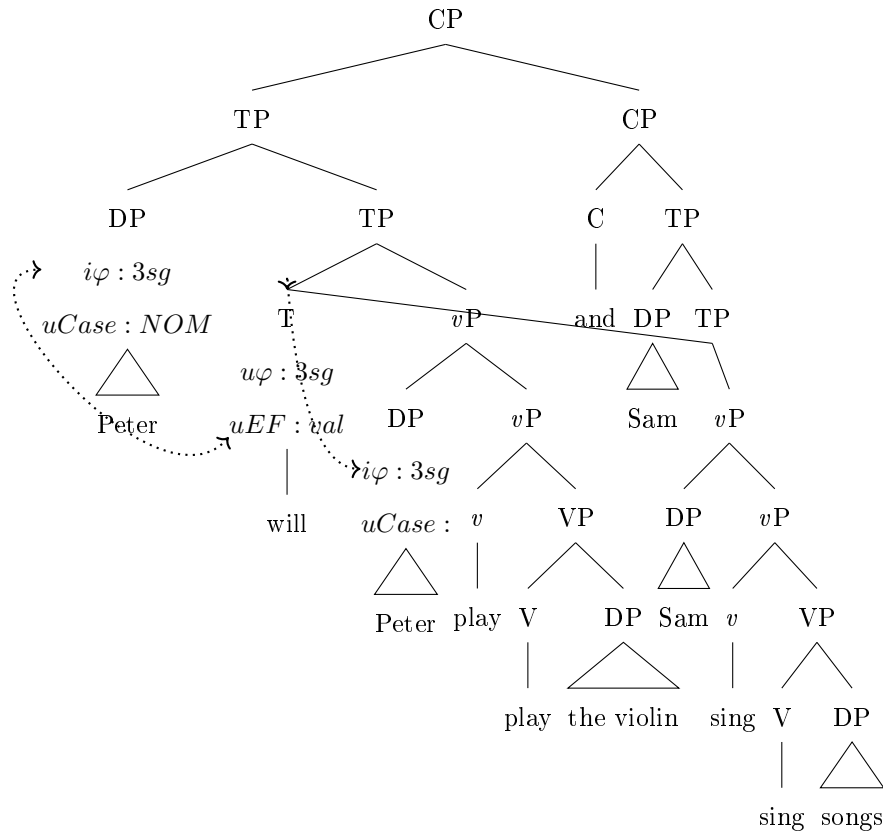 CP
TP CP
DP TP C TP
iφ : 3sg
uCase : NOM T vP and DP TP
uφ : 3sg
Peter uEF : val DP vP Sam vP
iφ : 3sg
will uCase : v VP DP vP
Peter play V DP Sam v VP
play the violin sing V DP
sing songs